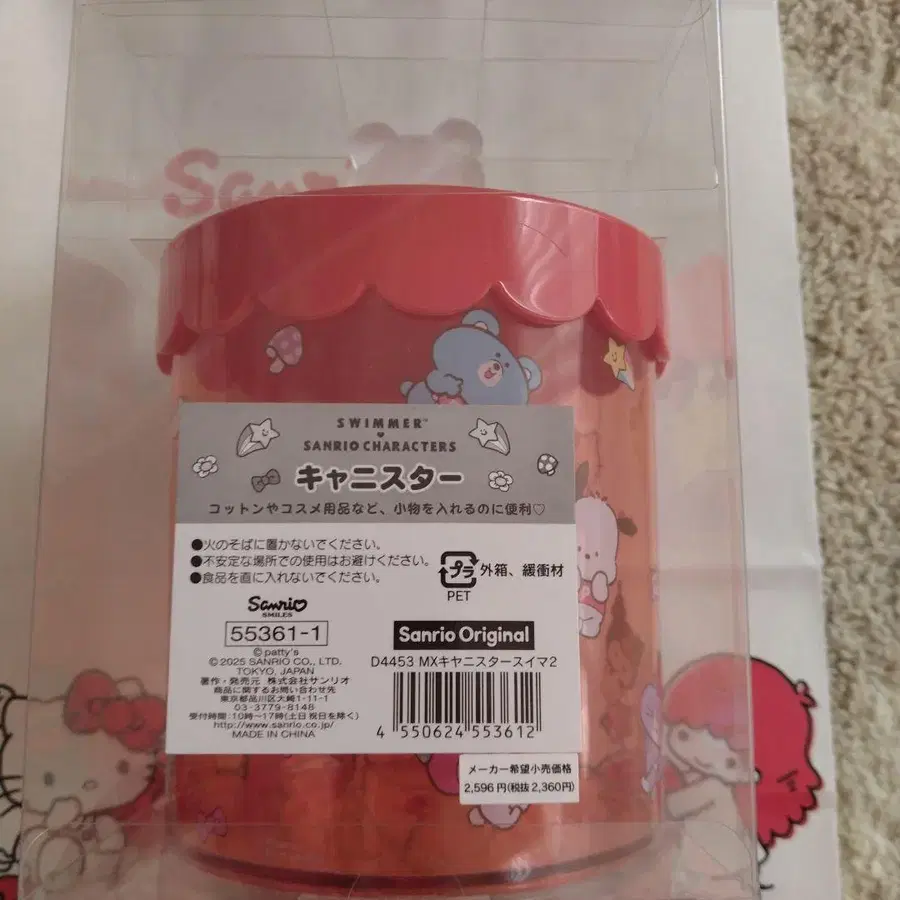 Sanri
SWIMMER™
SANRIO CHARACTERS
キャニスター
コットンやコスメ用品など、小物を入れるのに便利♡
●火のそばに置かないでください。
●不安定な場所での使用はお避けください。
●食品を直に入れないでください。
プラ 外箱、緩衝材
PET
Sanrio
SMILES
55361-1
©patty's
©2025 SANRIO CO., LTD.
TOKYO, JAPAN
著作・発売元 株式会社サンリオ
商品に関するお問い合わせ先
東京都品川区大崎1-11-1
03-3779-8148
受付時間:10時〜17時(土日祝日を除く)
http://www.sanrio.co.jp/
MADE IN CHINA
Sanrio Original
D4453 MXキャニスタースイマ2
4 550624 553612
メーカー希望小売価格
2,596円(税抜2,360円)